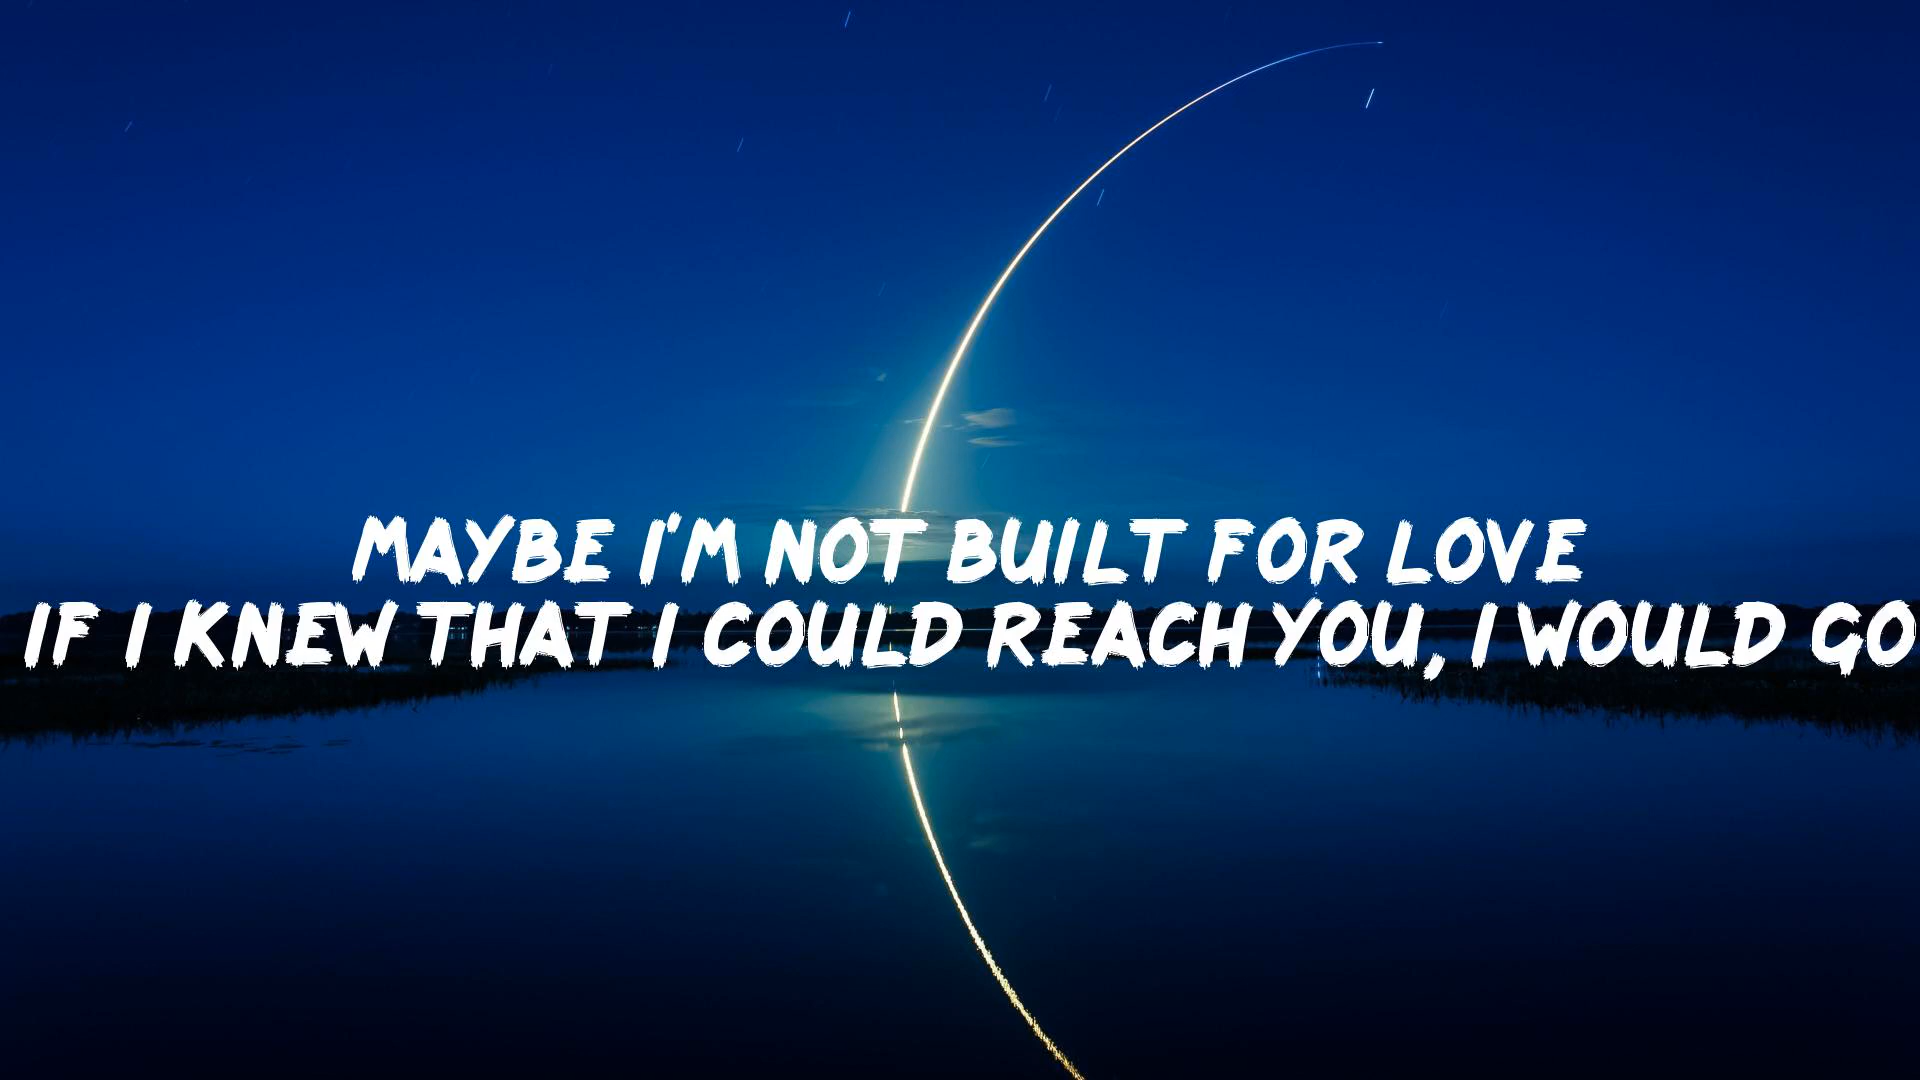 MAYBE I'M NOT BUILT FOR LOVE
IF I KNEW THAT I COULD REACH YOU, I WOULD GO